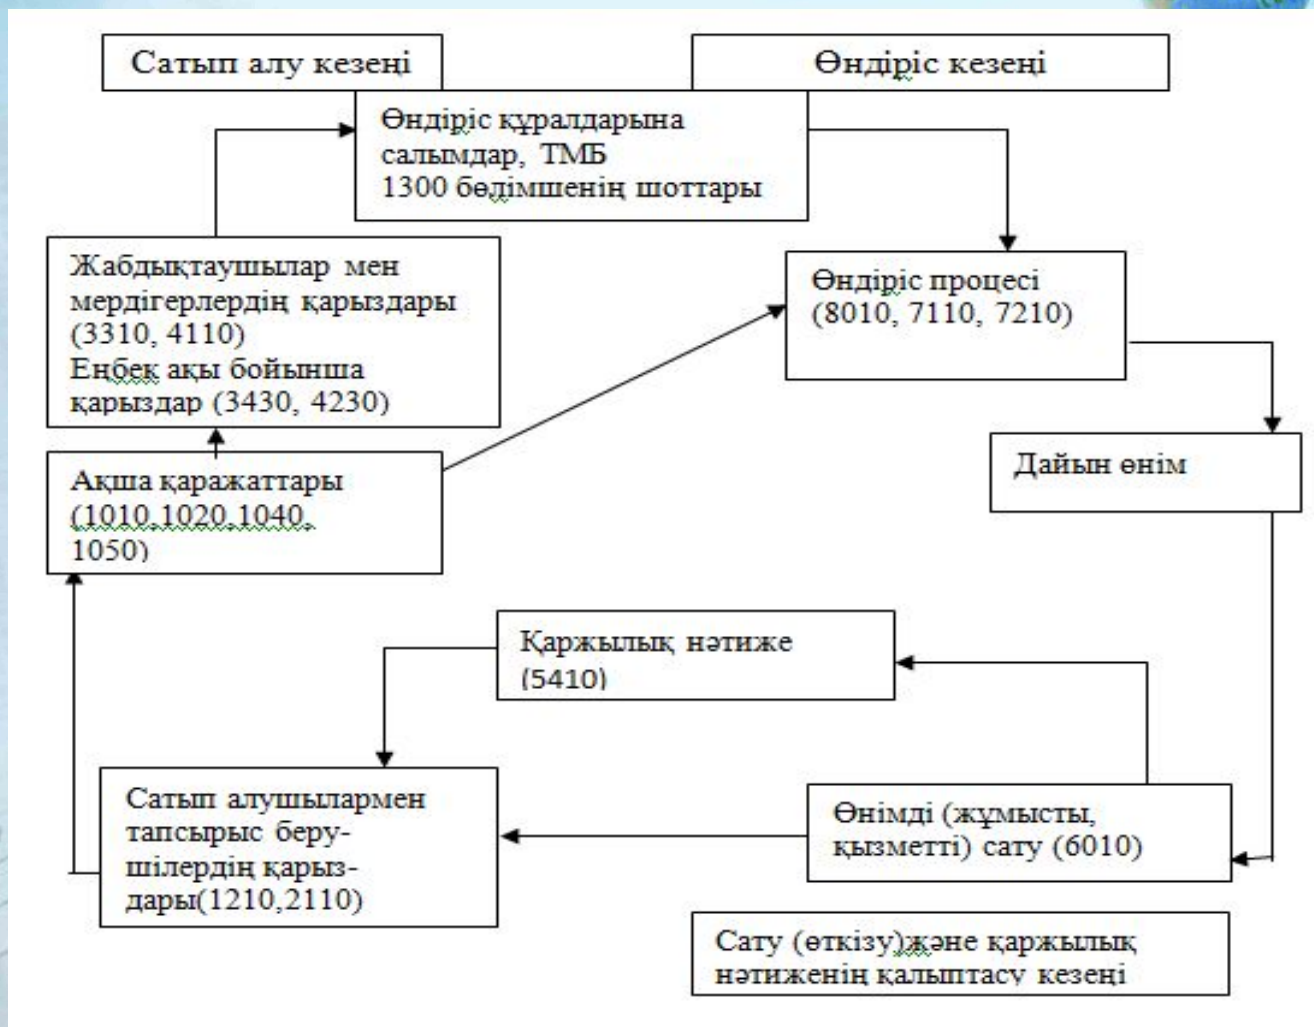 Сатып алу кезеңі
Өндіріс кезеңі
Өндіріс құралдарына
салымдар, ТМБ
1300 бөлімшенің шоттары
Жабдықтаушылар мен
мердігерлердің қарыздары
(3310, 4110)
Еңбек ақы бойынша
қарыздар (3430, 4230)
Өндіріс процесі
(8010, 7110, 7210)
Ақша қаражаттары
(1010,1020,1040,
1050)
Дайын өнім
Қаржылық нәтиже
(5410)
Сатып алушылармен
тапсырыс беру-
шілердің қарыз-
дары(1210,2110)
Өнімді (жұмысты,
қызметті) сату (6010)
Сату (өткізу)және қаржылық
нәтиженің қалыптасу кезеңі